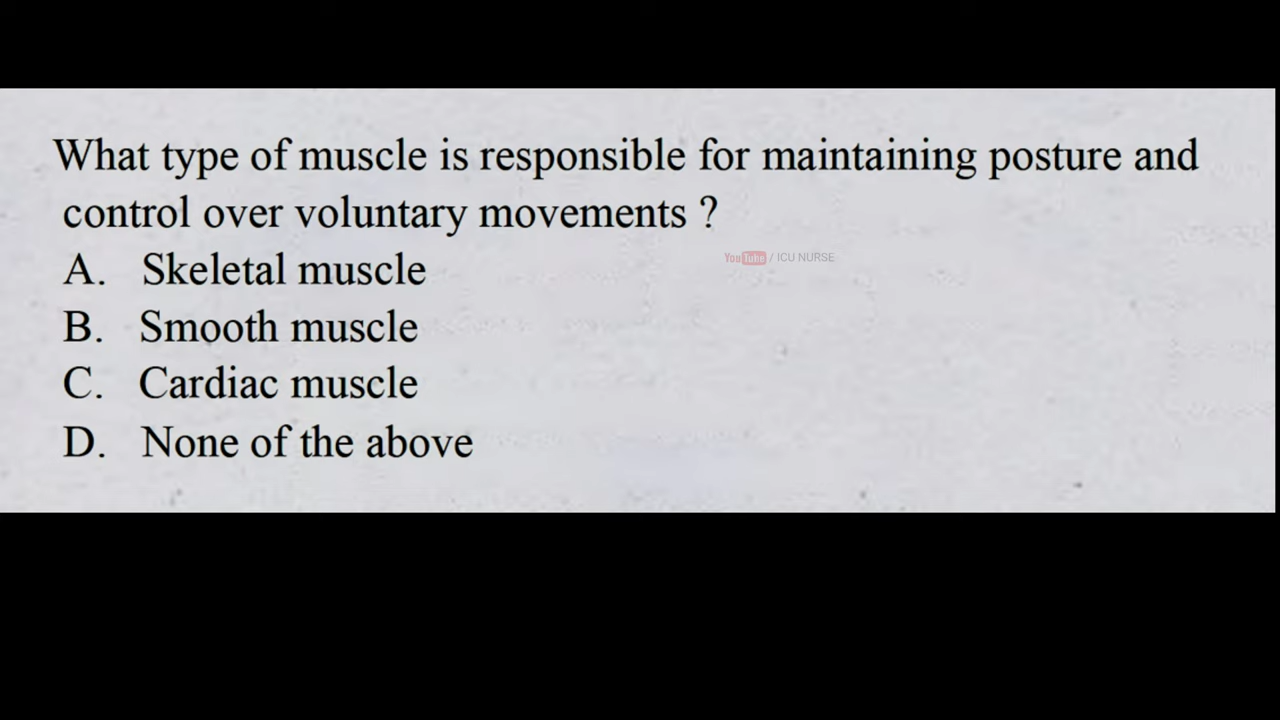 What type of muscle is responsible for maintaining posture and
control over voluntary movements ?
YouTube / ICU NURSE
A. Skeletal muscle
B. Smooth muscle
C. Cardiac muscle
D. None of the above